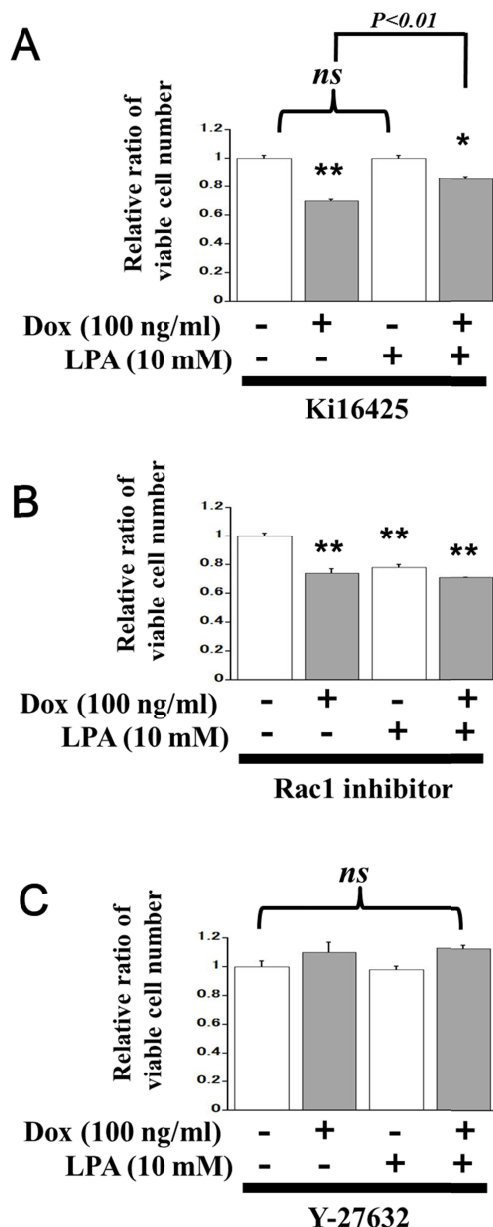 A
P<0.01
ns
Relative ratio of
viable cell number
1.2
1
0.8
0.6
0.4
0.2
0
**
*
Dox (100 ng/ml) - + - +
LPA (10 mM) - - + +
Ki16425
B
Relative ratio of
viable cell number
1.2
1
0.8
0.6
0.4
0.2
0
** ** **
Dox (100 ng/ml) - + - +
LPA (10 mM) - - + +
Rac1 inhibitor
C
ns
Relative ratio of
viable cell number
1.2
1
0.8
0.6
0.4
0.2
0
Dox (100 ng/ml) - + - +
LPA (10 mM) - - + +
Y-27632